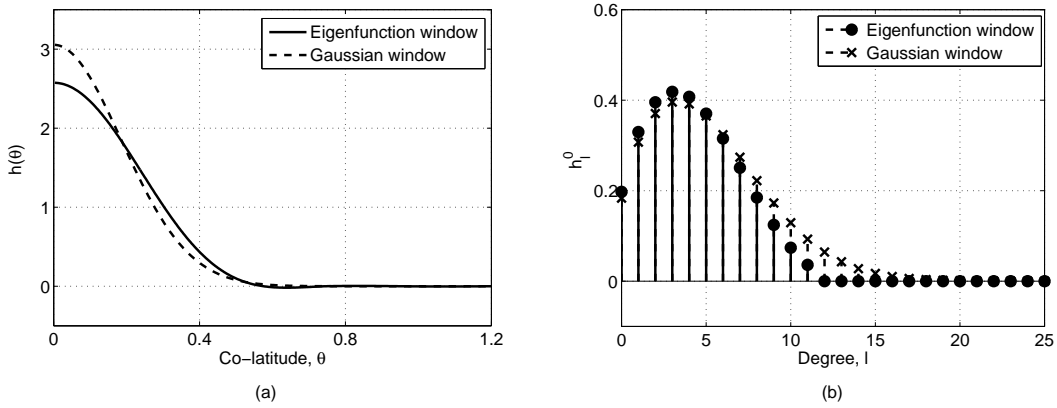 Eigenfunction window
Gaussian window
3
2
1
0
h(θ)
0
0.4
0.8
1.2
Co−latitude, θ
(a)
Eigenfunction window
Gaussian window
0.6
0.4
0.2
0
h_l^0
0
5
10
15
20
25
Degree, l
(b)